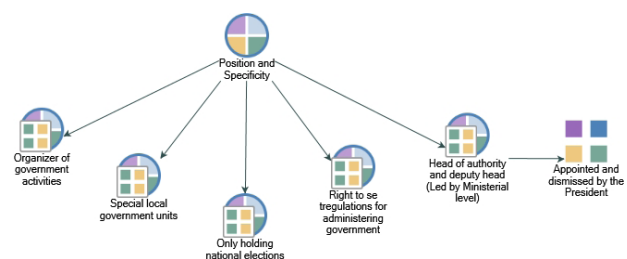 Position and
Specificity
Organizer of
government
activities
Special local
government units
Only holding
national elections
Right to se
tregulations for
administering
government
Head of authority
and deputy head
(Led by Ministerial
level)
Appointed and
dismissed by the
President